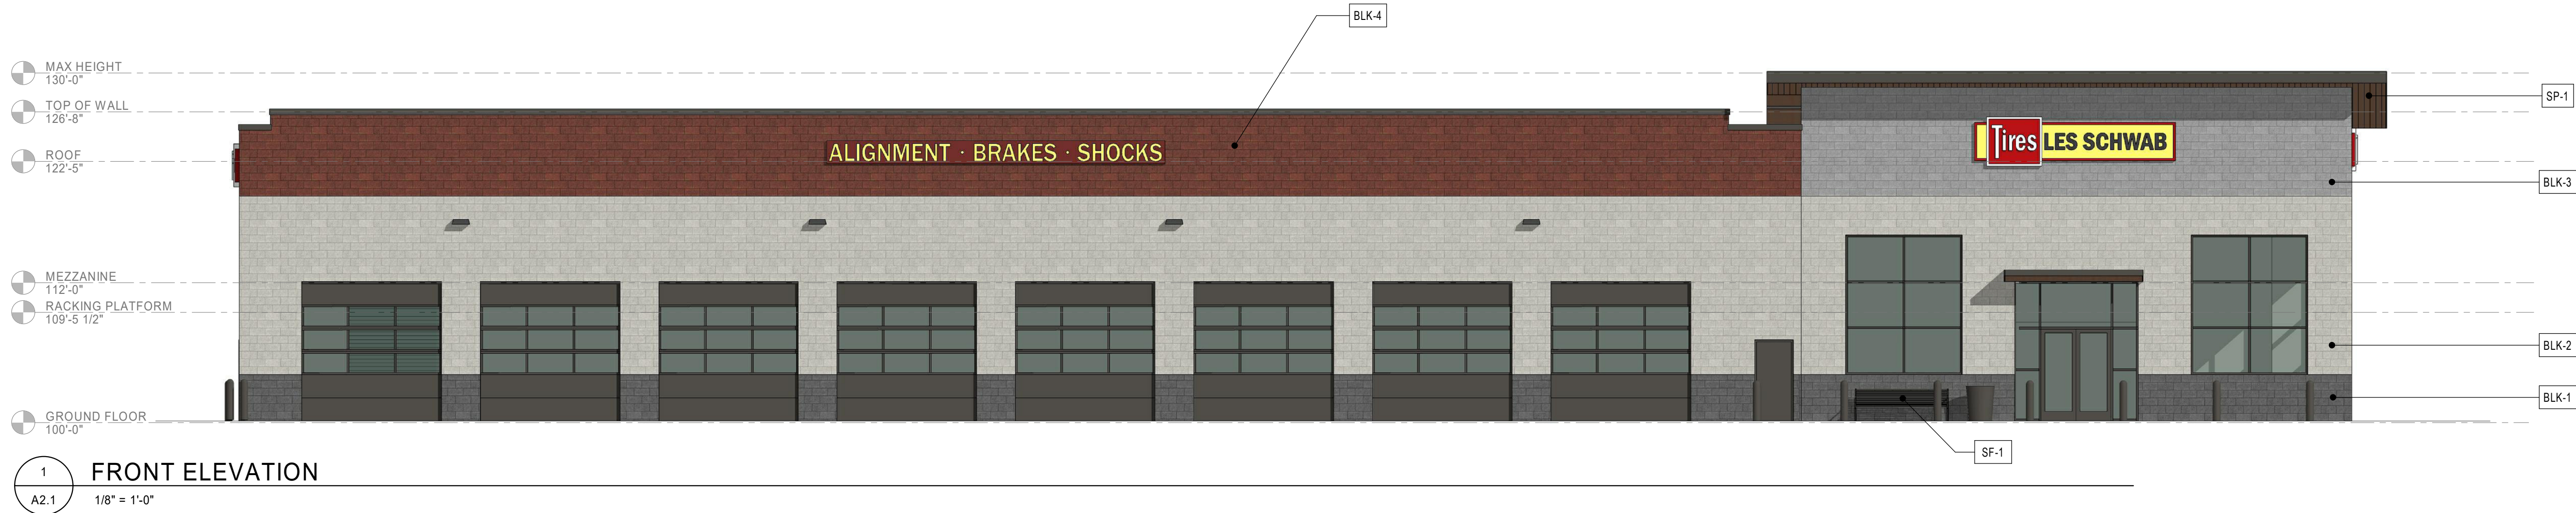 BLK-4
MAX HEIGHT
130'-0"
SP-1
TOP OF WALL
126'-8"
Tires LES SCHWAB
ALIGNMENT · BRAKES · SHOCKS
ROOF
122'-5"
BLK-3
MEZZANINE
112'-0"
RACKING PLATFORM
109'-5 1/2"
BLK-2
BLK-1
GROUND FLOOR
100'-0"
SF-1
1
FRONT ELEVATION
A2.1
1/8" = 1'-0"